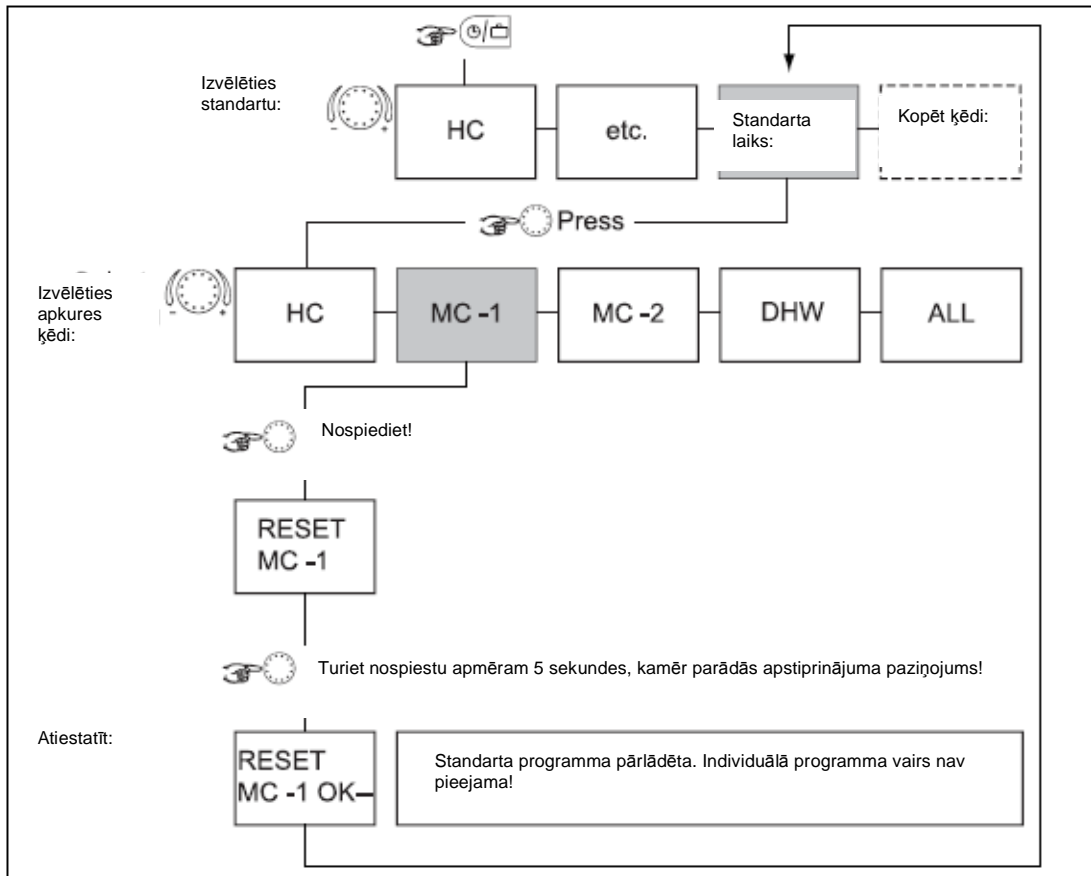 Izvēlēties
standartu:
HC
etc.
Standarta
laiks:
Kopēt ķēdi:
Press
Izvēlēties
apkures
ķēdi:
HC
MC -1
MC -2
DHW
ALL
Nospiediet!
RESET
MC -1
Turiet nospiestu apmēram 5 sekundes, kamēr parādās apstiprinājuma paziņojums!
Atiestatīt:
RESET
MC -1 OK
Standarta programma pārlādēta. Individuālā programma vairs nav
pieejama!